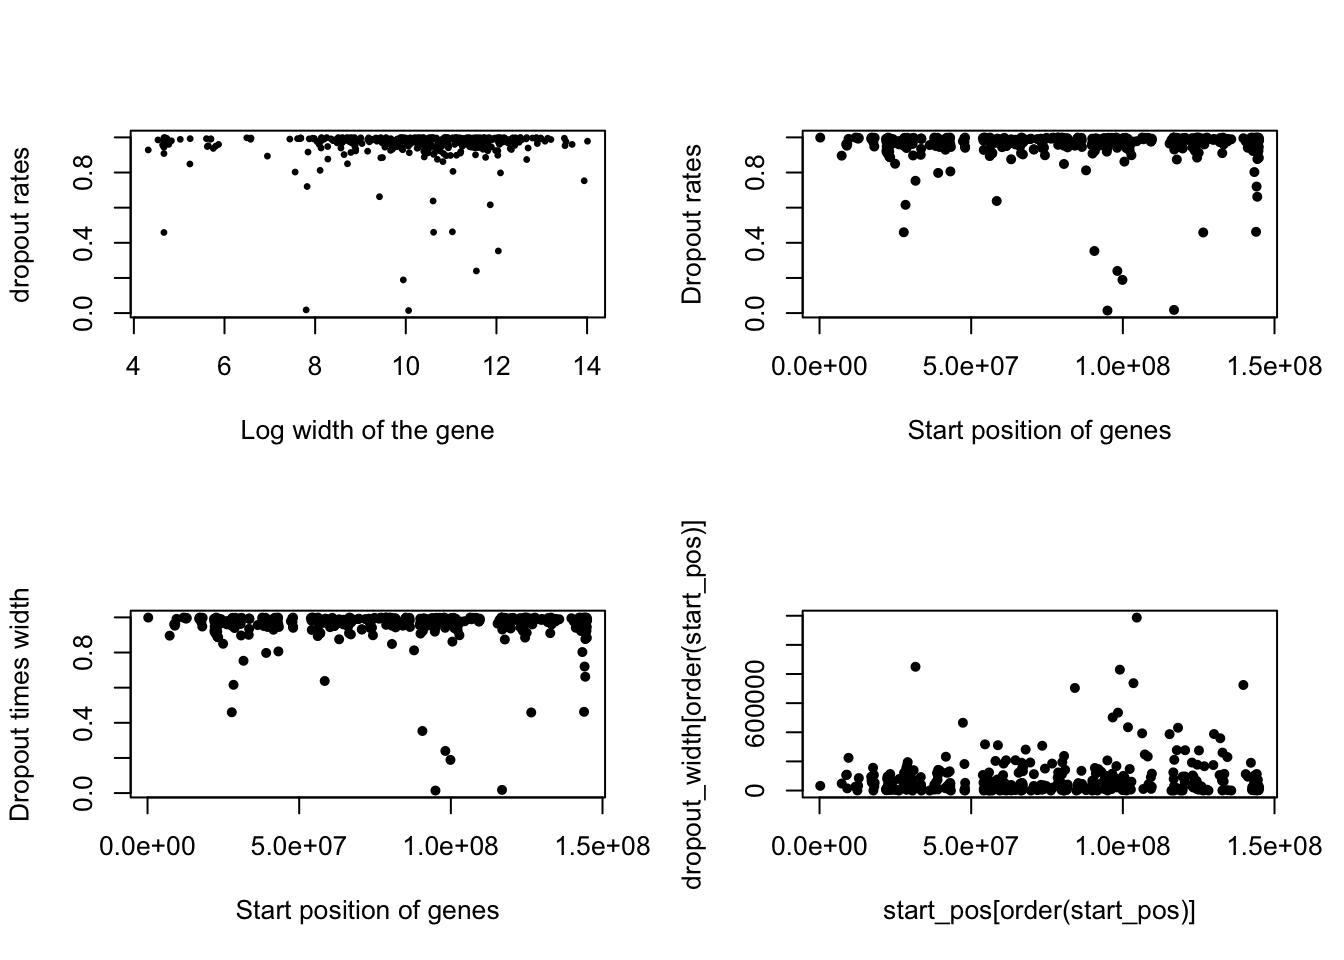 dropout rates
0.0 0.4 0.8
4 6 8 10 12 14
Log width of the gene
Dropout rates
0.0 0.4 0.8
0.0e+00 5.0e+07 1.0e+08 1.5e+08
Start position of genes
Dropout times width
0.0 0.4 0.8
0.0e+00 5.0e+07 1.0e+08 1.5e+08
Start position of genes
dropout_width[order(start_pos)]
0 600000
0.0e+00 5.0e+07 1.0e+08 1.5e+08
start_pos[order(start_pos)]